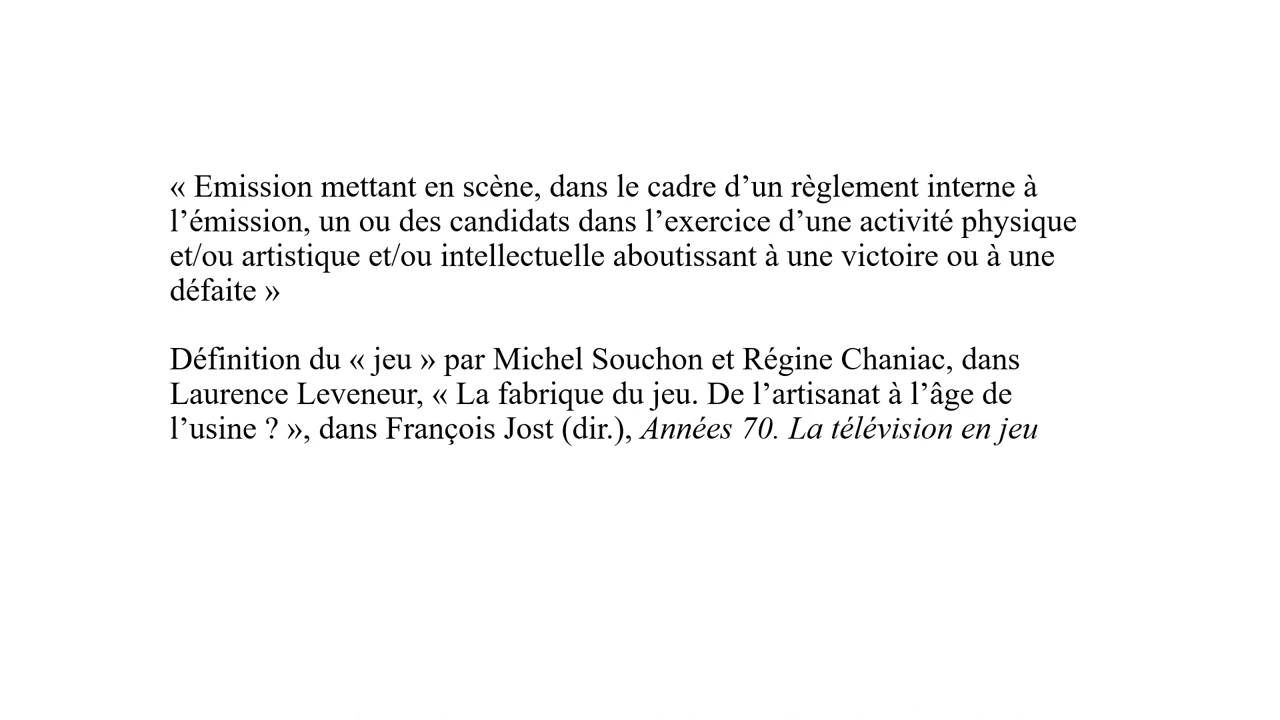 « Emission mettant en scène, dans le cadre d’un règlement interne à
l’émission, un ou des candidats dans l’exercice d’une activité physique
et/ou artistique et/ou intellectuelle aboutissant à une victoire ou à une
défaite »
Définition du « jeu » par Michel Souchon et Régine Chaniac, dans
Laurence Leveneur, « La fabrique du jeu. De l’artisanat à l’âge de
l’usine ? », dans François Jost (dir.), Années 70. La télévision en jeu